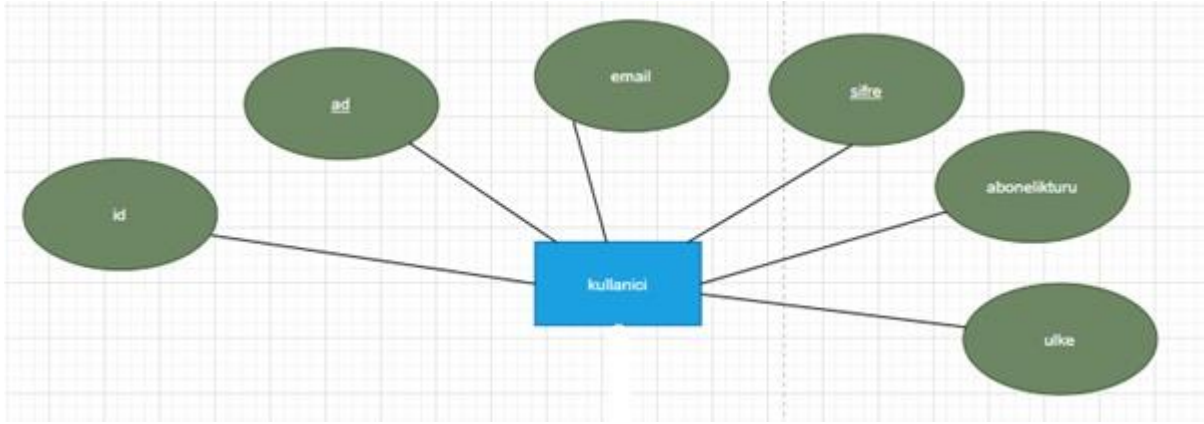 email
sifre
ad
abonelikturu
id
kullanici
ulke